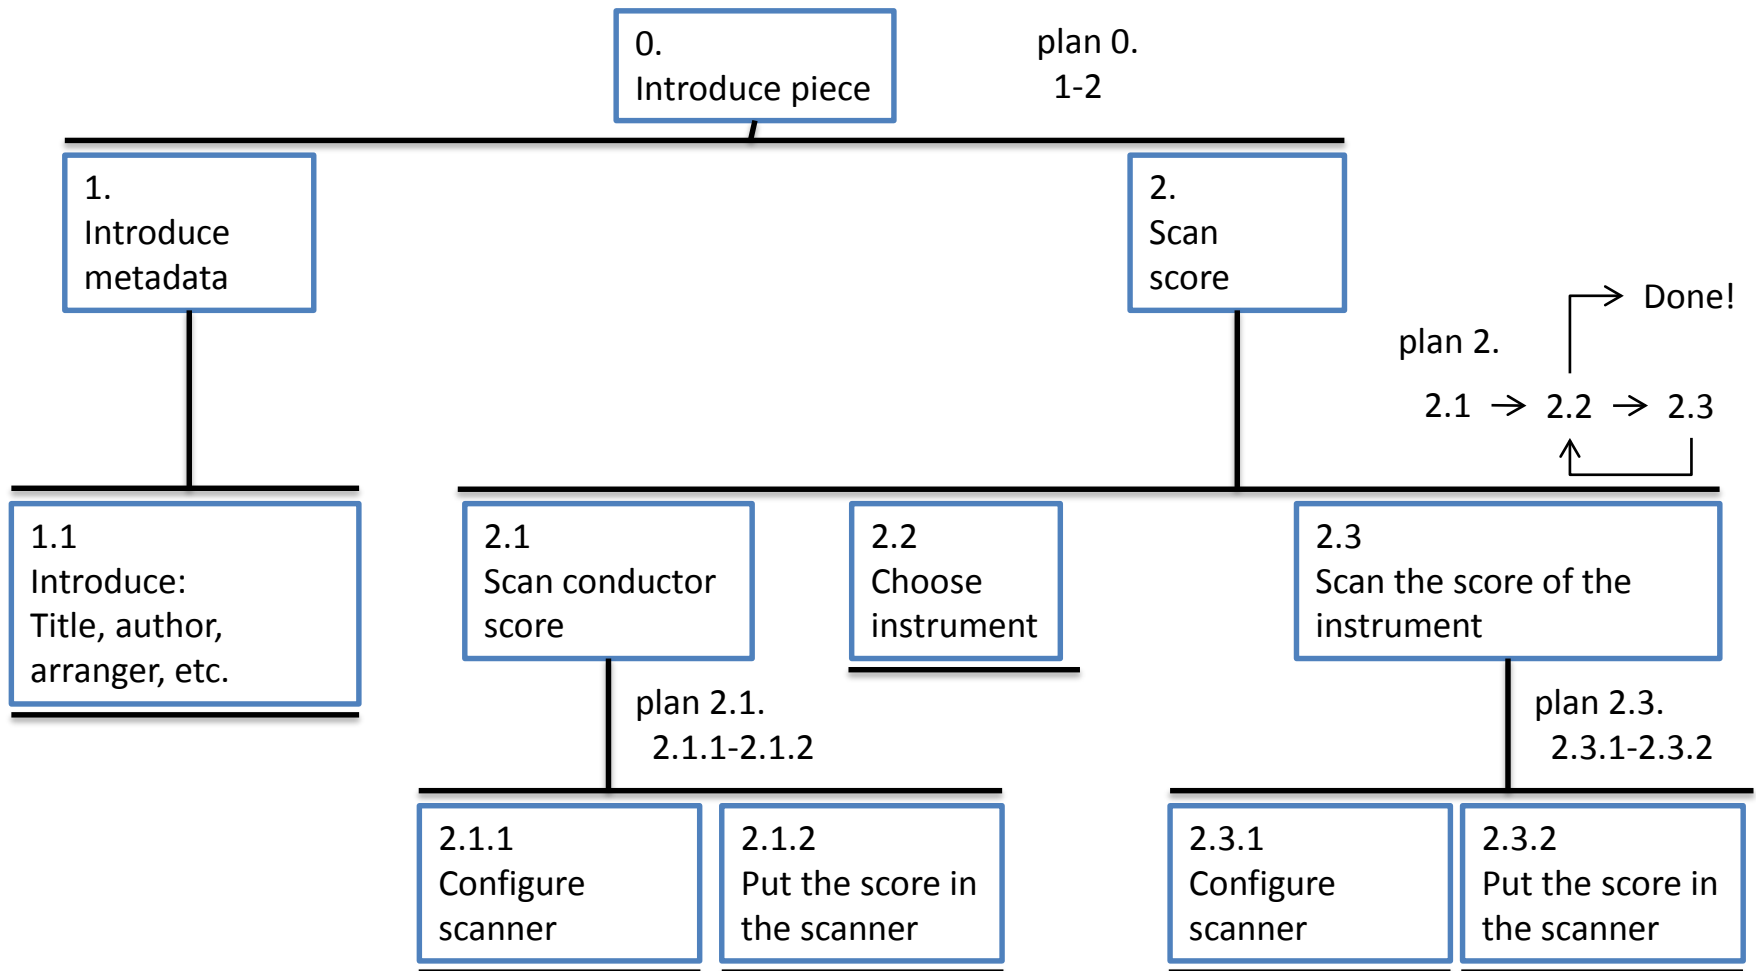 0.
Introduce piece
plan 0.
1-2
1.
Introduce
metadata
2.
Scan
score
Done!
plan 2.
2.1 → 2.2 → 2.3
1.1
Introduce:
Title, author,
arranger, etc.
2.1
Scan conductor
score
2.2
Choose
instrument
2.3
Scan the score of the
instrument
plan 2.1.
2.1.1-2.1.2
plan 2.3.
2.3.1-2.3.2
2.1.1
Configure
scanner
2.1.2
Put the score in
the scanner
2.3.1
Configure
scanner
2.3.2
Put the score in
the scanner